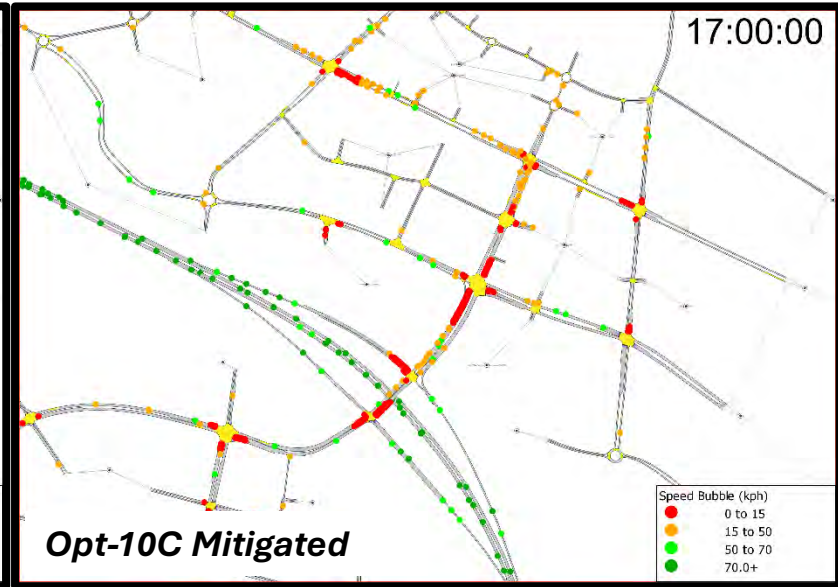 17:00:00
Speed Bubble (kph)
0 to 15
15 to 50
50 to 70
70.0+
Opt-10C Mitigated